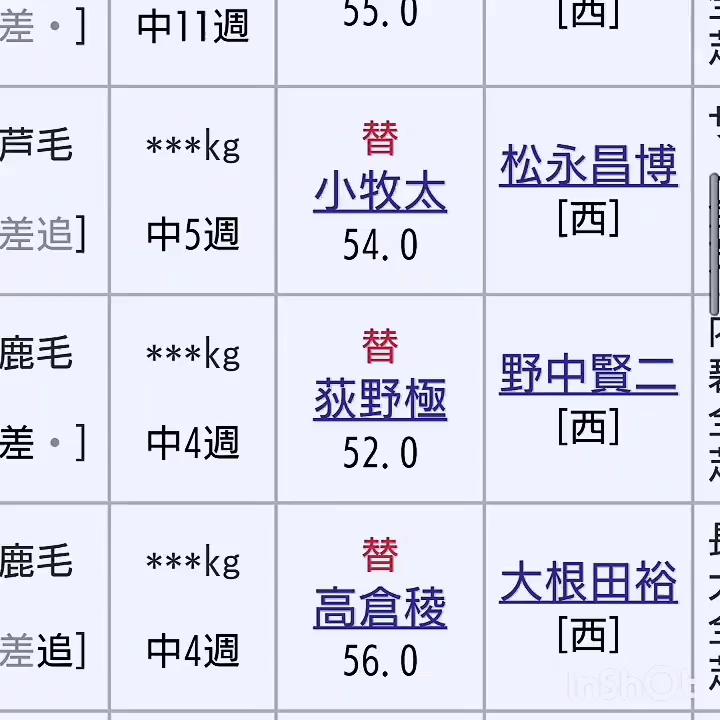 差・]
中11週
55.0
[西]
芦毛
差追]
***kg
中5週
替
小牧太
54.0
松永昌博
[西]
鹿毛
差・]
***kg
中4週
替
荻野極
52.0
野中賢二
[西]
鹿毛
差追]
***kg
中4週
替
高倉稜
56.0
大根田裕
[西]
InShOt